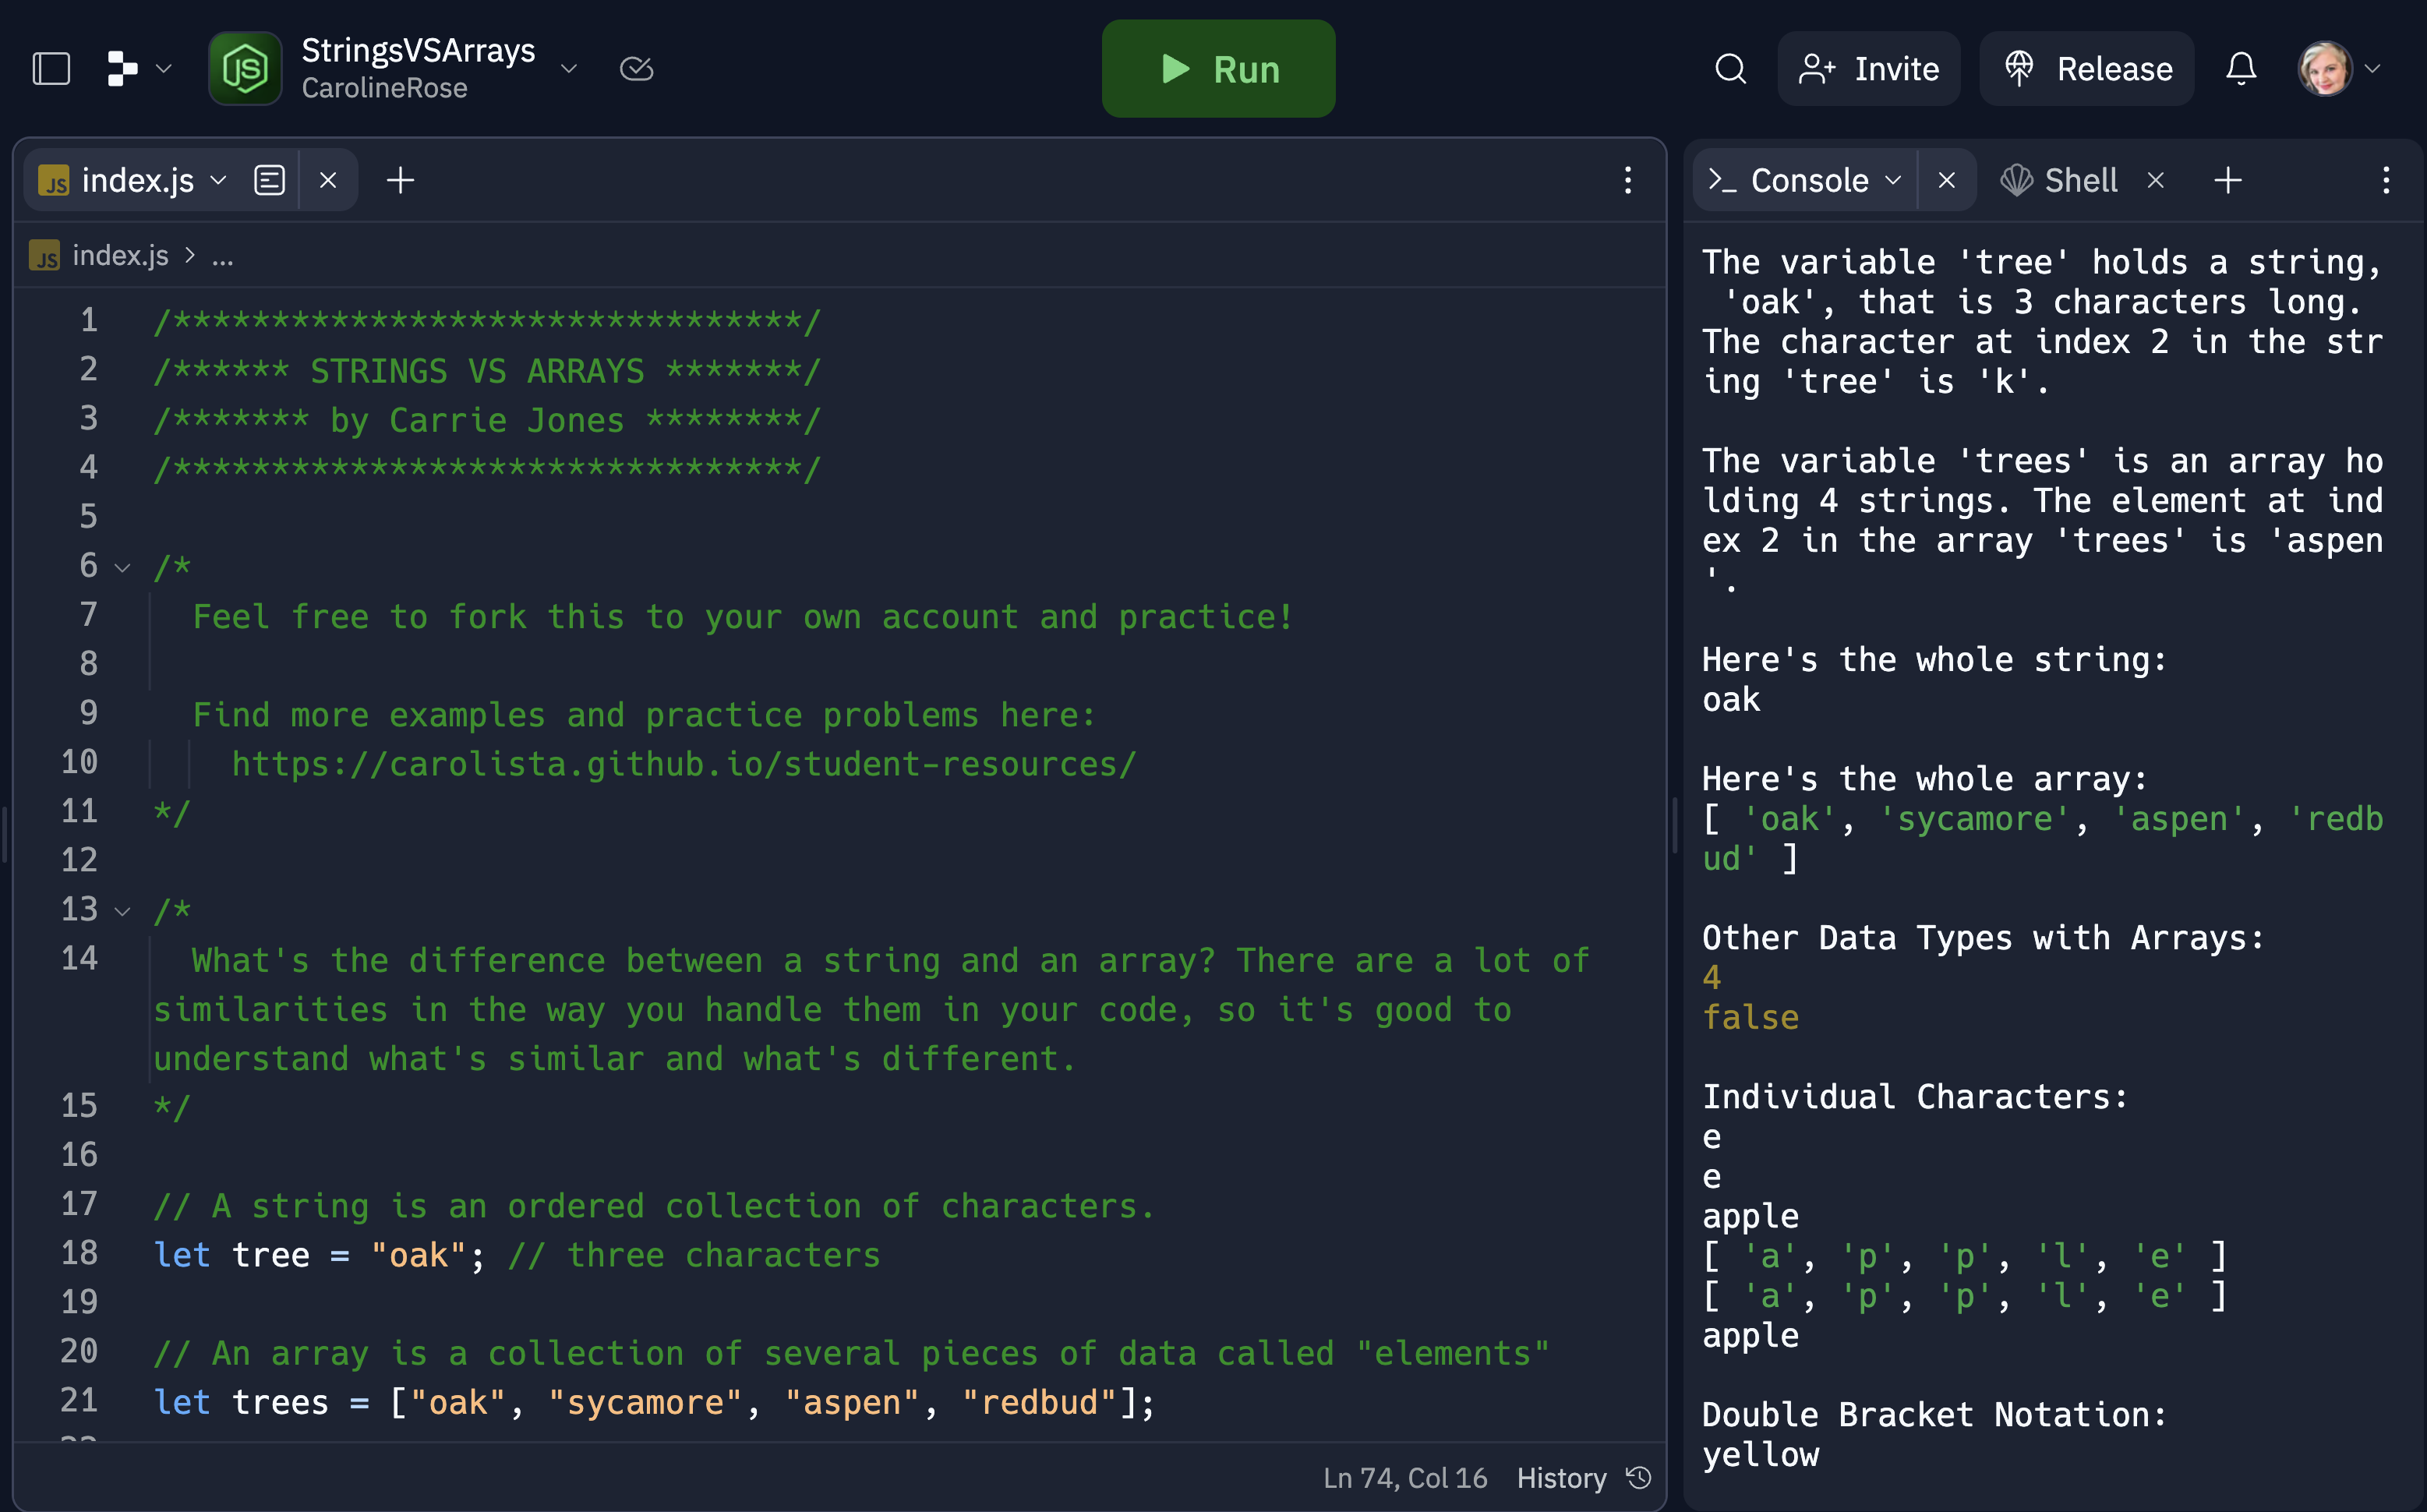 StringsVSArrays
CarolineRose
Run
Invite
Release
JS index.js
JS index.js > ...
1 /********************************/
2 /****** STRINGS VS ARRAYS *******/
3 /******* by Carrie Jones ********/
4 /********************************/
5
6 /*
7 Feel free to fork this to your own account and practice!
8
9 Find more examples and practice problems here:
10 https://carolista.github.io/student-resources/
11 */
12
13 /*
14 What's the difference between a string and an array? There are a lot of
similarities in the way you handle them in your code, so it's good to
understand what's similar and what's different.
15 */
16
17 // A string is an ordered collection of characters.
18 let tree = "oak"; // three characters
19
20 // An array is a collection of several pieces of data called "elements"
21 let trees = ["oak", "sycamore", "aspen", "redbud"];
Ln 74, Col 16 History
Console
Shell
The variable 'tree' holds a string,
'oak', that is 3 characters long.
The character at index 2 in the str
ing 'tree' is 'k'.
The variable 'trees' is an array ho
lding 4 strings. The element at ind
ex 2 in the array 'trees' is 'aspen
'.
Here's the whole string:
oak
Here's the whole array:
[ 'oak', 'sycamore', 'aspen', 'redb
ud' ]
Other Data Types with Arrays:
4
false
Individual Characters:
e
e
apple
[ 'a', 'p', 'p', 'l', 'e' ]
[ 'a', 'p', 'p', 'l', 'e' ]
apple
Double Bracket Notation:
yellow